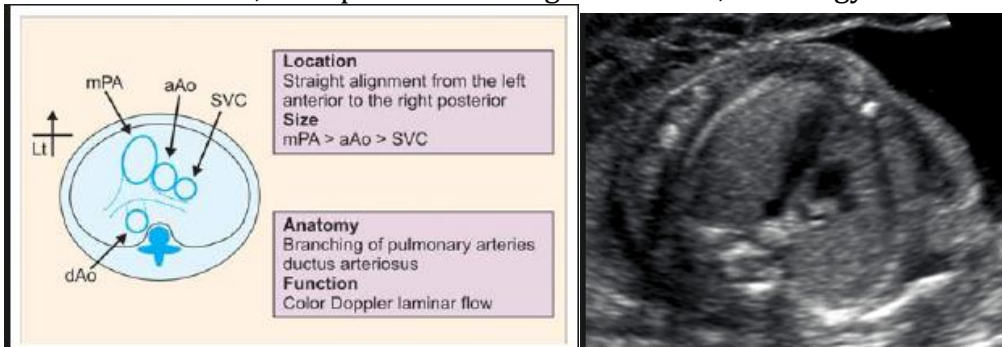 mPA
aAo
SVC
Lt
dAo
Location
Straight alignment from the left
anterior to the right posterior
Size
mPA > aAo > SVC
Anatomy
Branching of pulmonary arteries
ductus arteriosus
Function
Color Doppler laminar flow